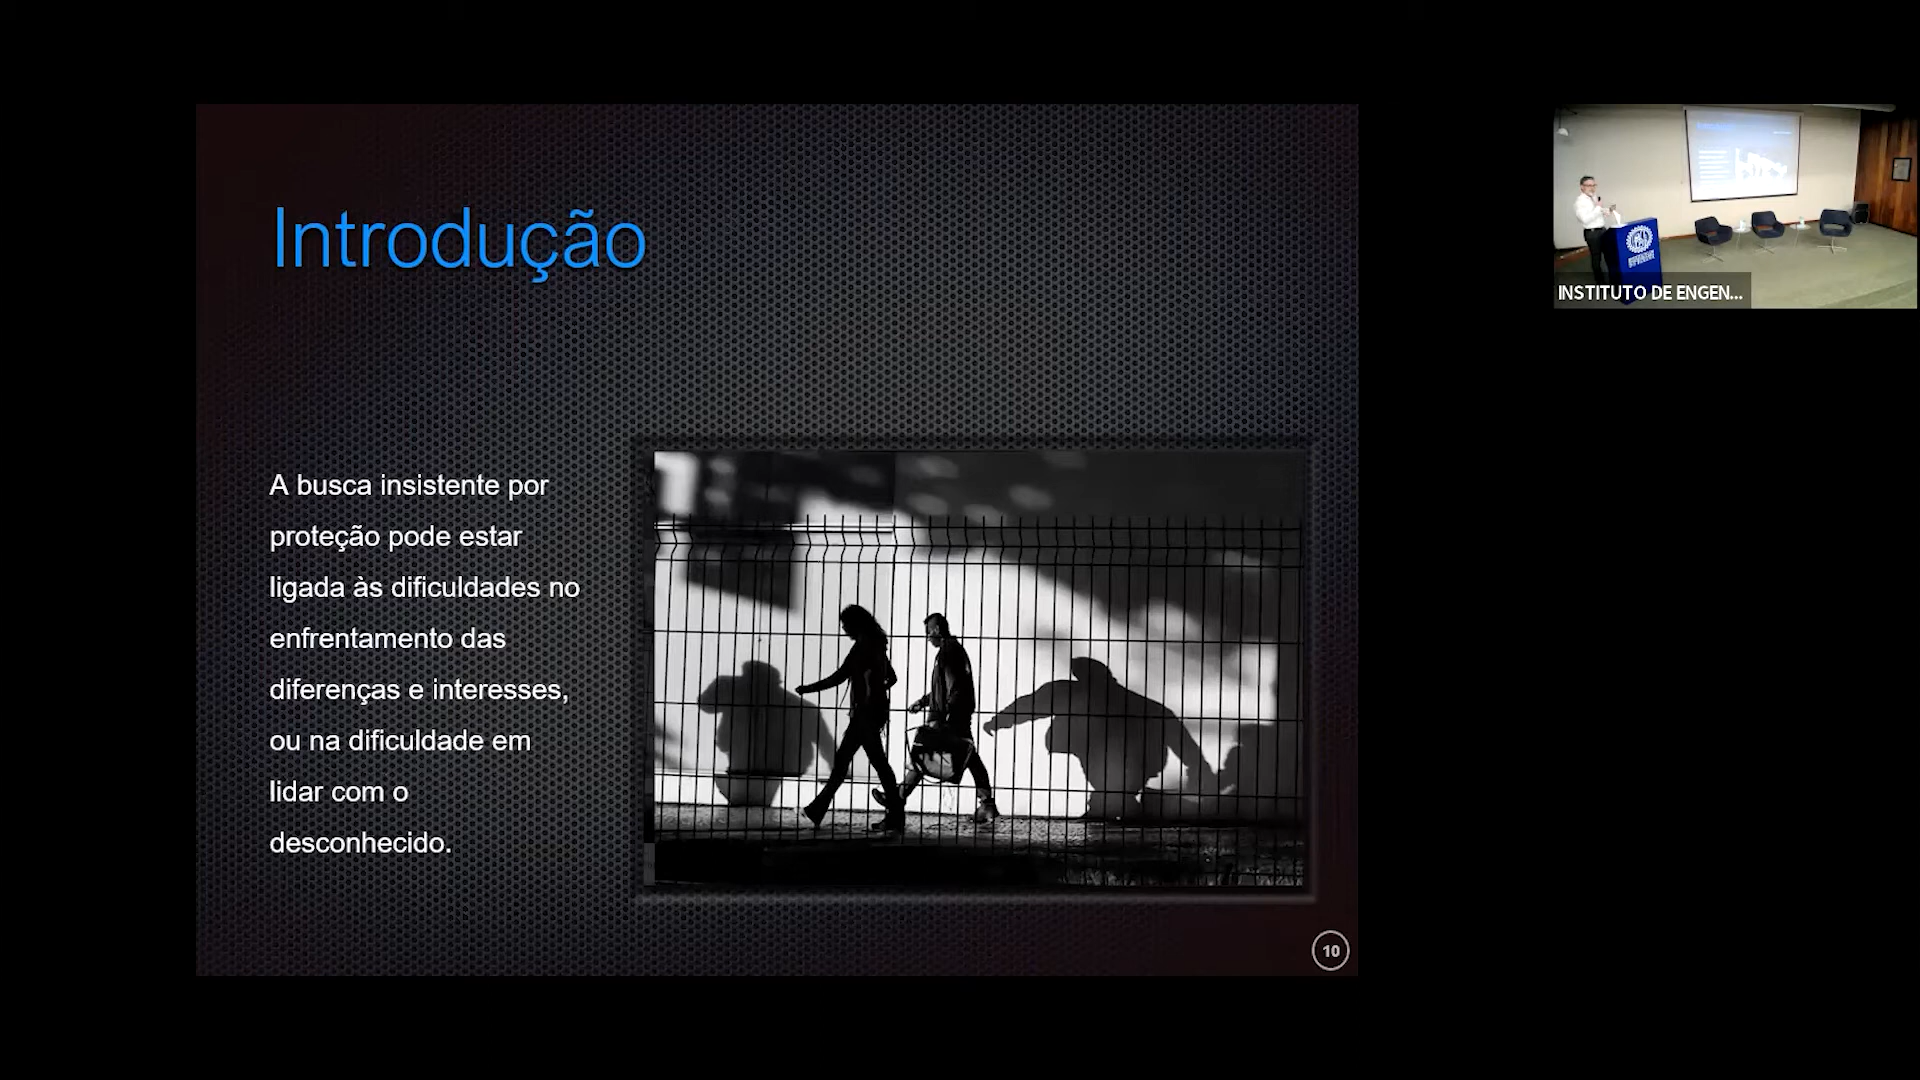 Introdução
A busca insistente por
proteção pode estar
ligada às dificuldades no
enfrentamento das
diferenças e interesses,
ou na dificuldade em
lidar com o
desconhecido.
10
INSTITUTO DE ENGEN...